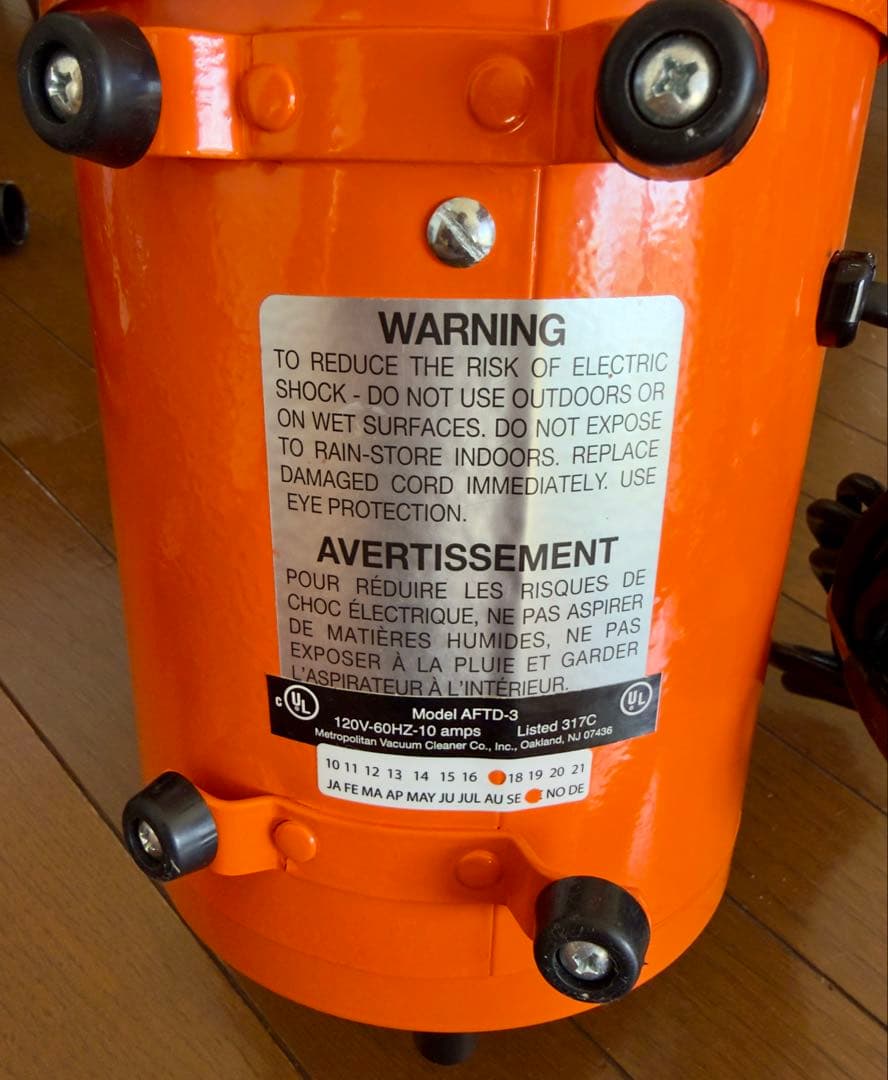 WARNING
TO REDUCE THE RISK OF ELECTRIC
SHOCK - DO NOT USE OUTDOORS OR
ON WET SURFACES. DO NOT EXPOSE
TO RAIN-STORE INDOORS. REPLACE
DAMAGED CORD IMMEDIATELY. USE
EYE PROTECTION.
AVERTISSEMENT
POUR RÉDUIRE LES RISQUES DE
CHOC ÉLECTRIQUE, NE PAS ASPIRER
DE MATIÈRES HUMIDES, NE PAS
EXPOSER À LA PLUIE ET GARDER
L'ASPIRATEUR À L'INTÉRIEUR.
C UL Model AFTD-3 UL
120V-60HZ-10 amps Listed 317C
Metropolitan Vacuum Cleaner Co., Inc., Oakland, NJ 07436
10 11 12 13 14 15 16 18 19 20 21
JA FE MA AP MAY JU JUL AU SE NO DE